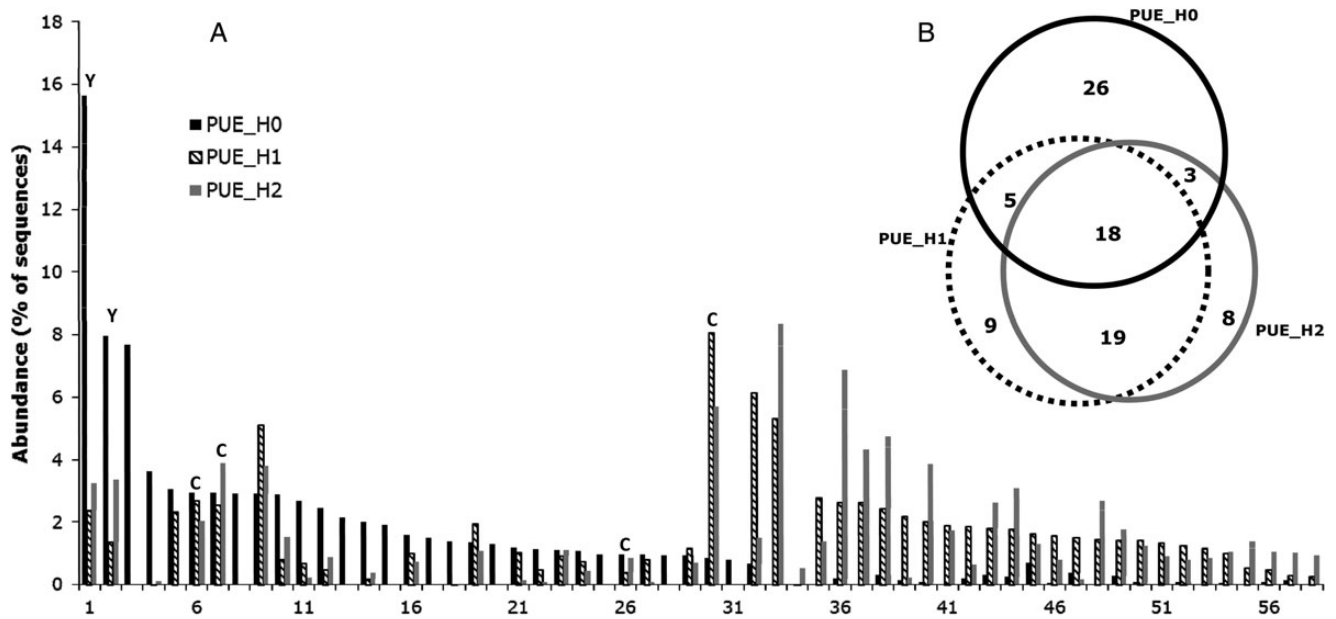 A
B
Abundance (% of sequences)
18
16
14
12
10
8
6
4
2
0
Y
Y
C
C
C
C
PUE_H0
PUE_H1
PUE_H2
1 6 11 16 21 26 31 36 41 46 51 56
PUE_H0
26
3
5
18
PUE_H1
9
19
8
PUE_H2